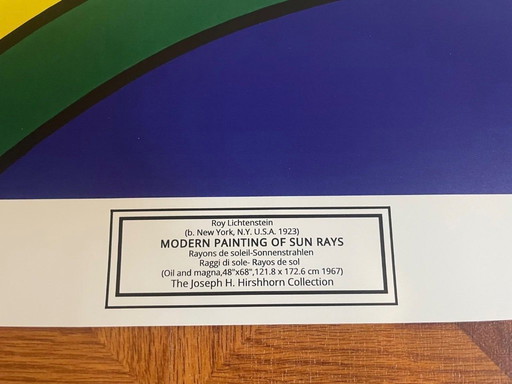 Roy Lichtenstein
(b. New York, N.Y. U.S.A. 1923)
MODERN PAINTING OF SUN RAYS
Rayons de soleil-Sonnenstrahlen
Raggi di sole- Rayos de sol
(Oil and magna,48"x68",121.8 x 172.6 cm 1967)
The Joseph H. Hirshhorn Collection